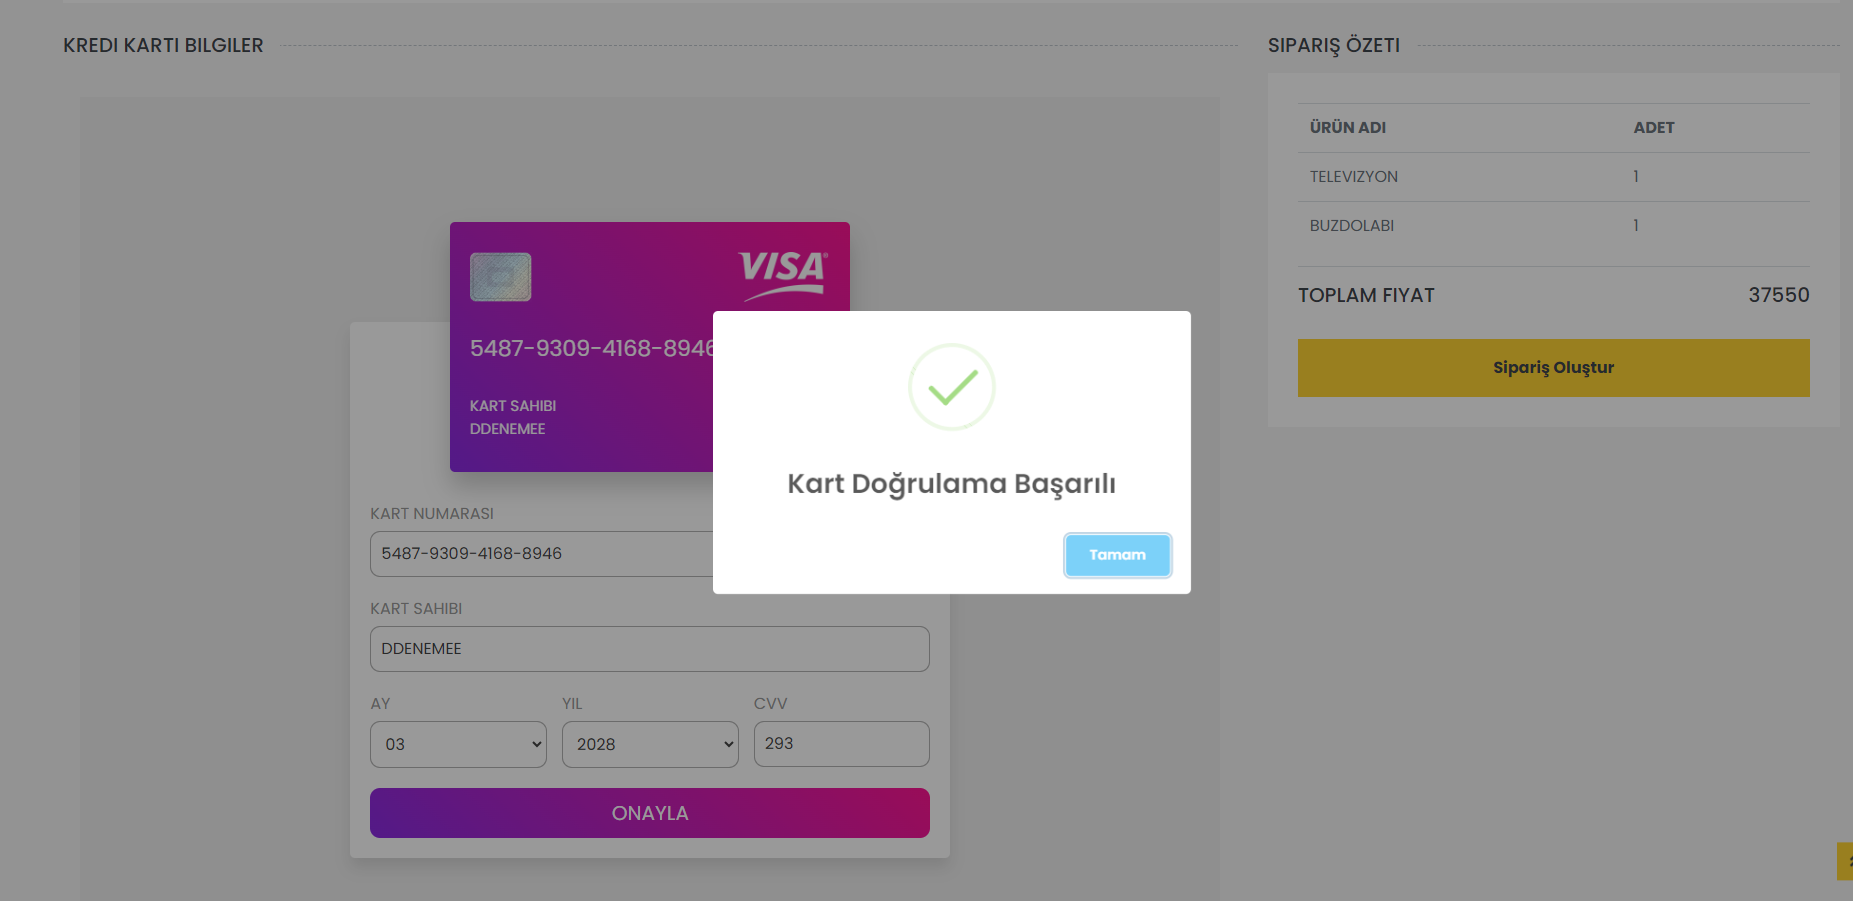 KREDI KARTI BILGILER
VISA
5487-9309-4168-8946
KART SAHIBI
DDENEMEE
Kart Doğrulama Başarılı
Tamam
KART NUMARASI
5487-9309-4168-8946
KART SAHIBI
DDENEMEE
AY YIL CVV
03 2028 293
ONAYLA
SIPARIŞ ÖZETI
ÜRÜN ADI ADET
TELEVIZYON 1
BUZDOLABI 1
TOPLAM FIYAT 37550
Sipariş Oluştur